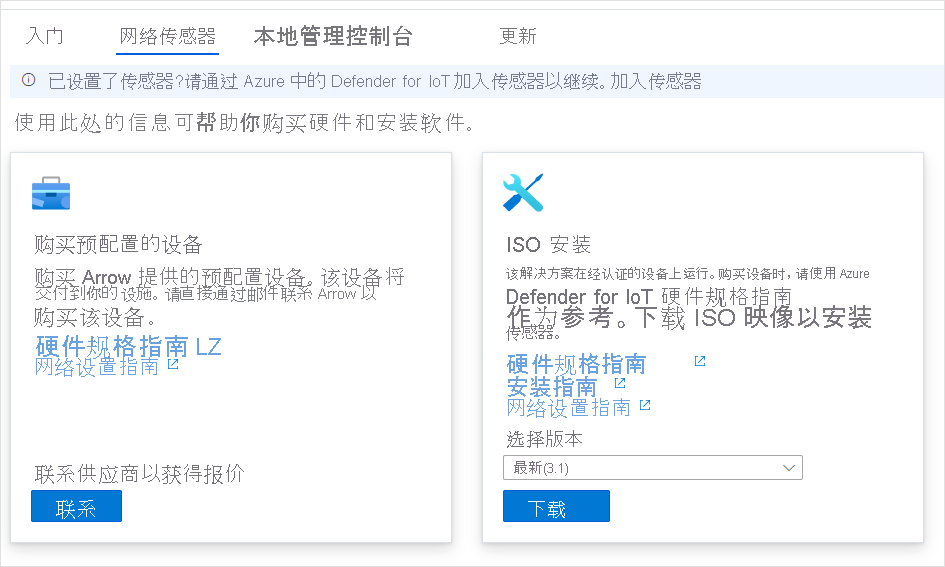 入门 网络传感器 本地管理控制台 更新
已设置了传感器?请通过 Azure 中的 Defender for IoT 加入传感器以继续。加入传感器
使用此处的信息可帮助你购买硬件和安装软件。
购买预配置的设备
购买 Arrow 提供的预配置设备。该设备将
交付到你的设施。请直接通过邮件联系 Arrow 以
购买该设备。
硬件规格指南 LZ
网络设置指南
联系供应商以获得报价
联系
ISO 安装
该解决方案在经认证的设备上运行。购买设备时，请使用 Azure
Defender for IoT 硬件规格指南
作为参考。下载 ISO 映像以安装
传感器。
硬件规格指南
安装指南
网络设置指南
选择版本
最新(3.1)
下载